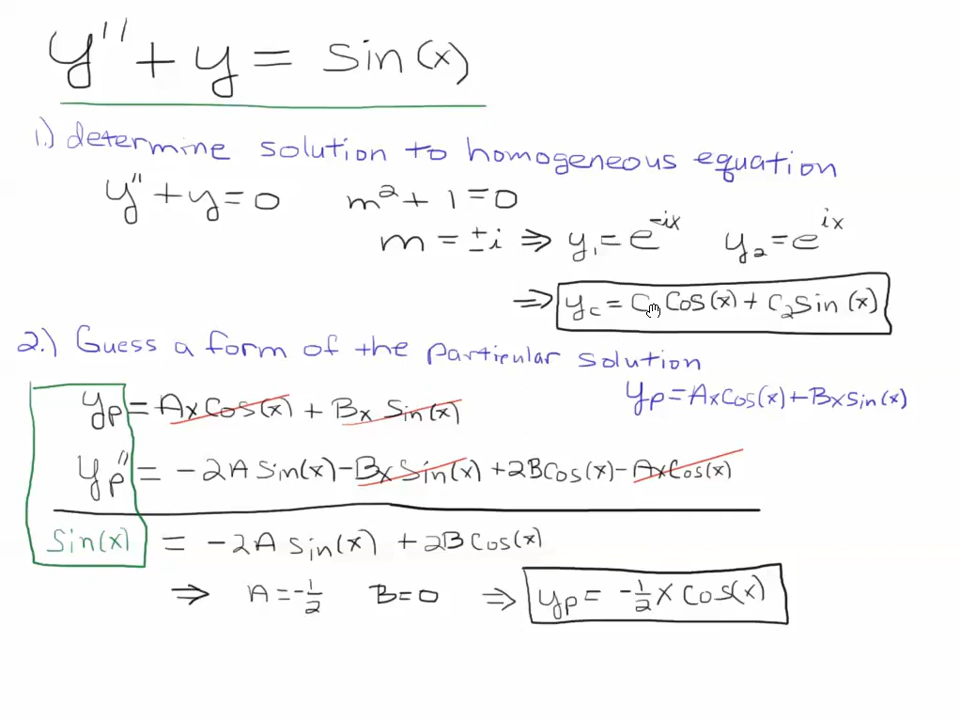 y'' + y = sin(x)
1.) determine solution to homogeneous equation
y'' + y = 0 m² + 1 = 0
m = ±i ⇒ y₁ = e^-ix y₂ = e^ix
⇒ y_c = C₁ Cos(x) + C₂ Sin(x)
2.) Guess a form of the particular solution
y_p = Ax Cos(x) + Bx Sin(x) y_p = Ax Cos(x) + Bx Sin(x)
y_p'' = -2A Sin(x) - Bx Sin(x) + 2B Cos(x) - Ax Cos(x)
Sin(x) = -2A sin(x) + 2B Cos(x)
⇒ A = -1/2 B = 0 ⇒ y_p = -1/2 x Cos(x)